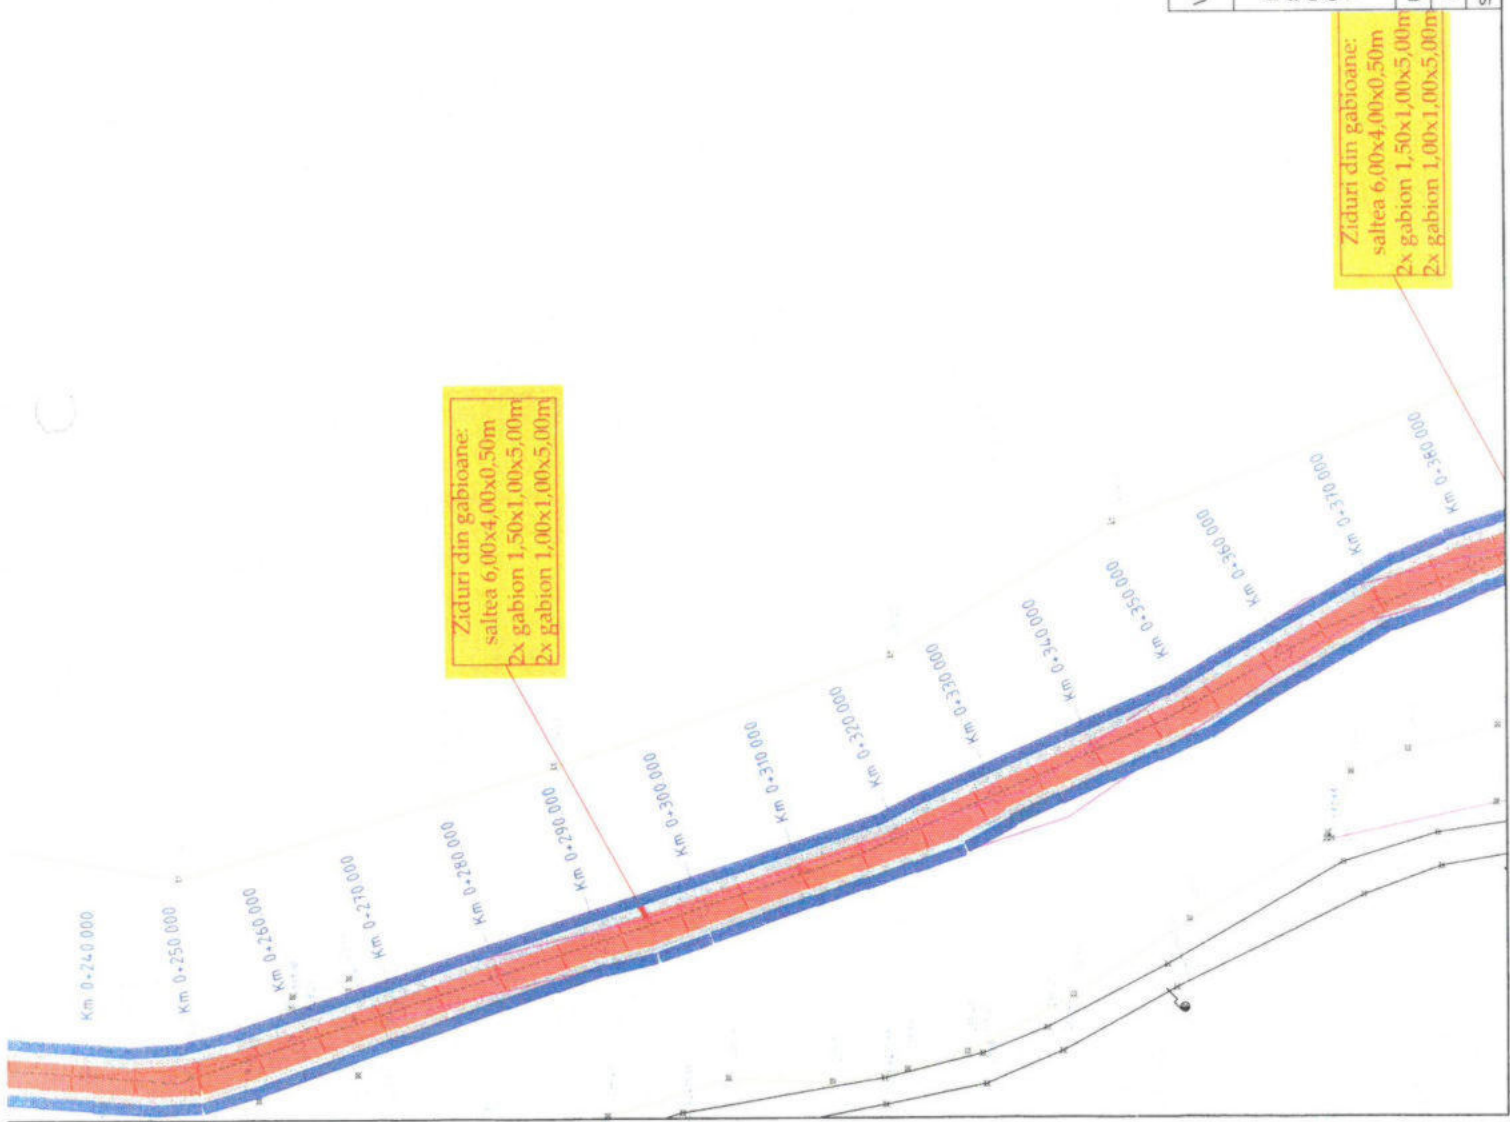 Ziduri din gabioane:
saltea 6,00x4,00x0,50m
2x gabion 1,50x1,00x5,00m
2x gabion 1,00x1,00x5,00m
Ziduri din gabioane:
saltea 6,00x4,00x0,50m
2x gabion 1,50x1,00x5,00m
2x gabion 1,00x1,00x5,00m
Km 0+240.000
Km 0+250.000
Km 0+260.000
Km 0+270.000
Km 0+280.000
Km 0+290.000
Km 0+300.000
Km 0+310.000
Km 0+320.000
Km 0+330.000
Km 0+340.000
Km 0+350.000
Km 0+360.000
Km 0+370.000
Km 0+380.000